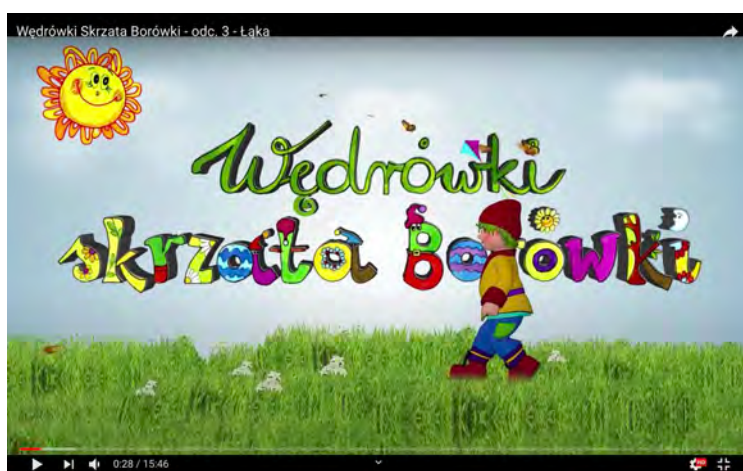 Wędrówki Skrzata Borówki - odc. 3 - Łąka
Wędrówki
skrzata Borówki
0:28 / 15:46